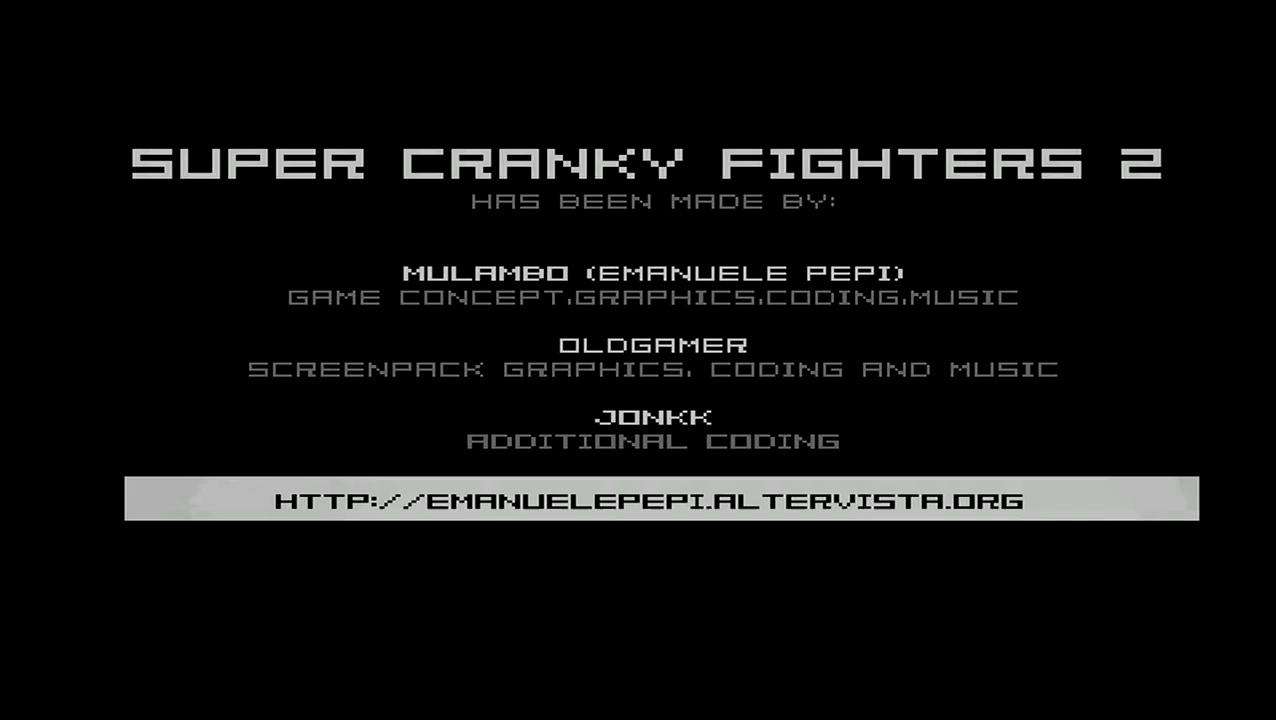 SUPER CRANKY FIGHTERS 2
HAS BEEN MADE BY:
MULAMBO (EMANUELE PEPI)
GAME CONCEPT,GRAPHICS,CODING,MUSIC
OLDGAMER
SCREENPACK GRAPHICS, CODING AND MUSIC
JONKK
ADDITIONAL CODING
HTTP://EMANUELEPEPI.ALTERVISTA.ORG